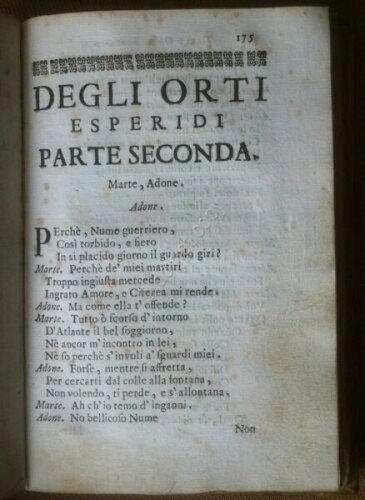 175
DEGLI ORTI
ESPERIDI
PARTE SECONDA.
Marte, Adone.
Adone.
Perchè, Nume guerriero,
Così torbido, e fiero
In sì placido giorno il guardo giri?
Marte. Perchè de' miei martiri
Troppo ingiusta mercede
Ingrato Amore, e Citerea mi rende.
Adone. Ma come ella t' offende?
Marte. Tutto ò scorso d' intorno
D'Atlante il bel soggiorno,
Nè ancor m' incontro in lei,
Nè so perchè s' involi a' sguardi miei.
Adone. Forse, mentre si affretta,
Per cercarti dal colle alla fontana,
Non volendo, ti perde, e s' allontana,
Marte. Ah ch' io temo d' inganni.
Adone. No bellicoso Nume
Non